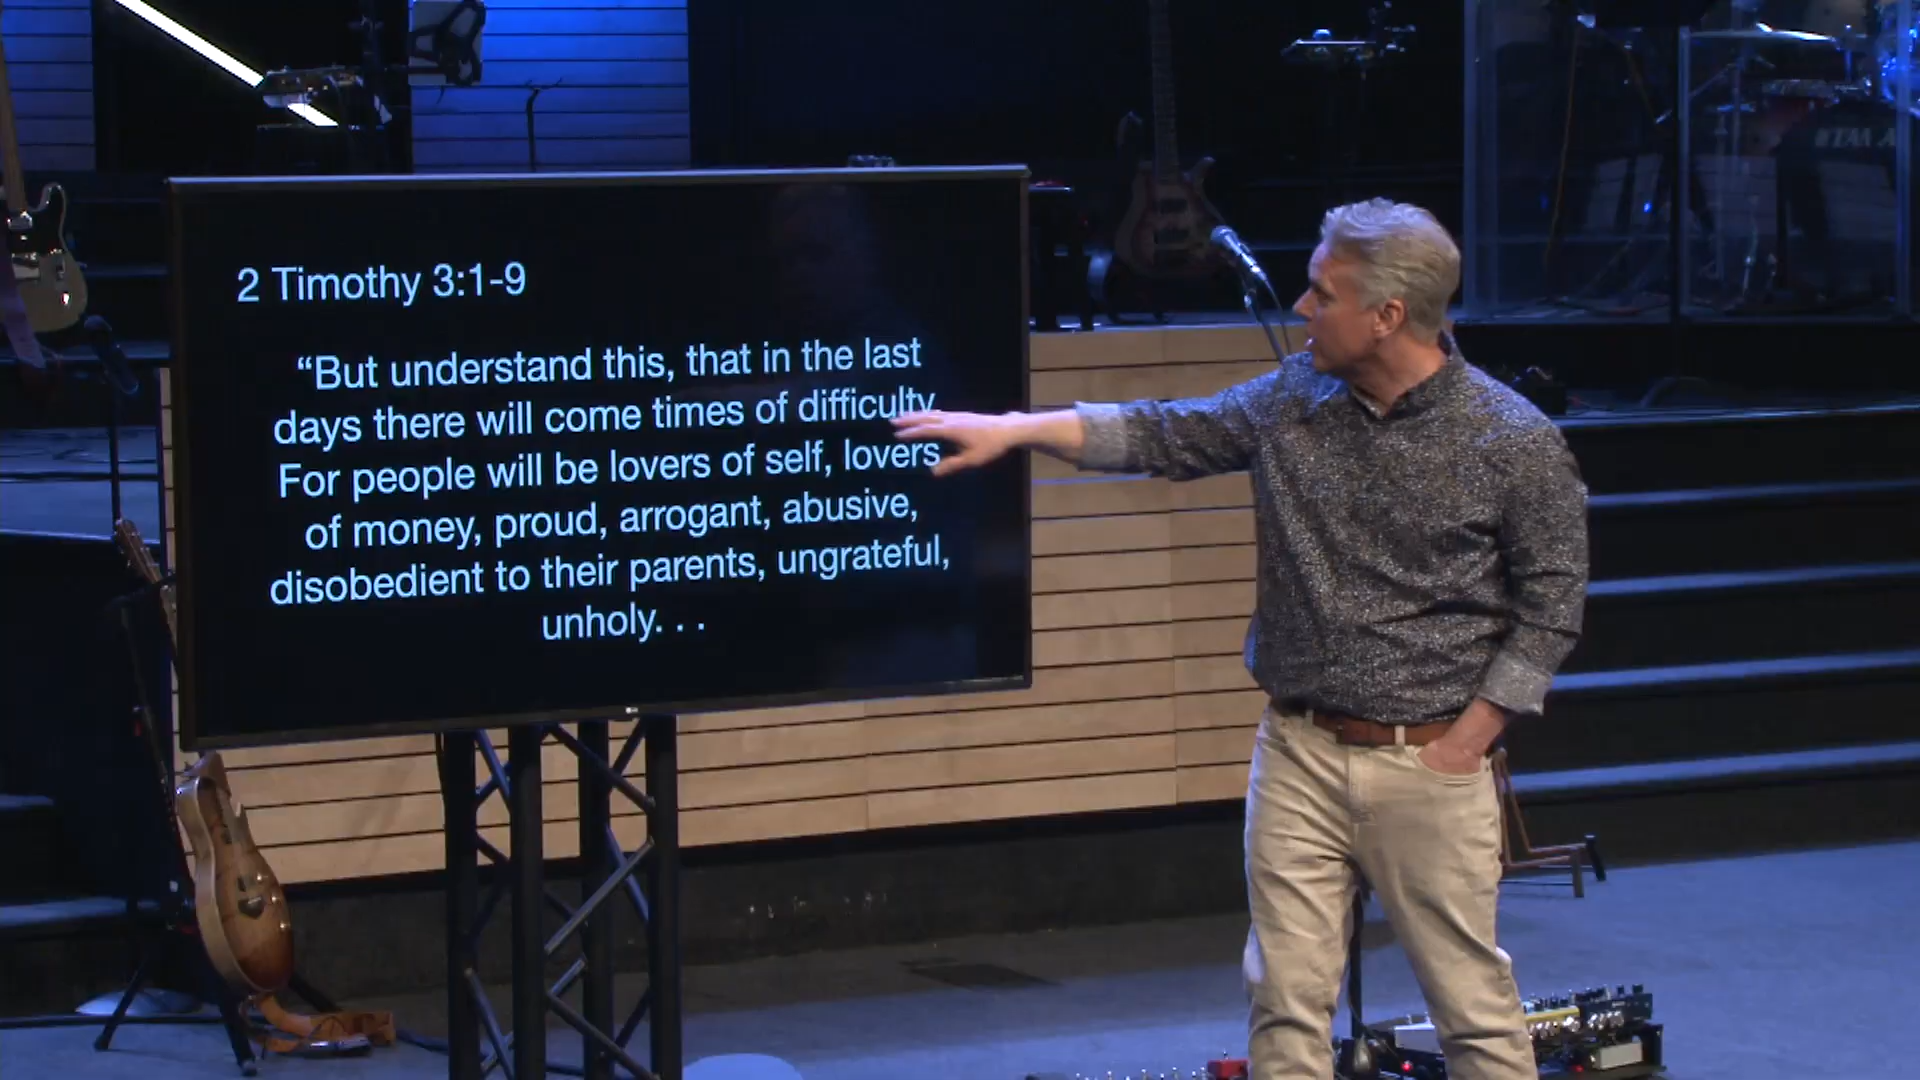 2 Timothy 3:1-9
“But understand this, that in the last
days there will come times of difficulty
For people will be lovers of self, lovers
of money, proud, arrogant, abusive,
disobedient to their parents, ungrateful,
unholy. . .
TAMA